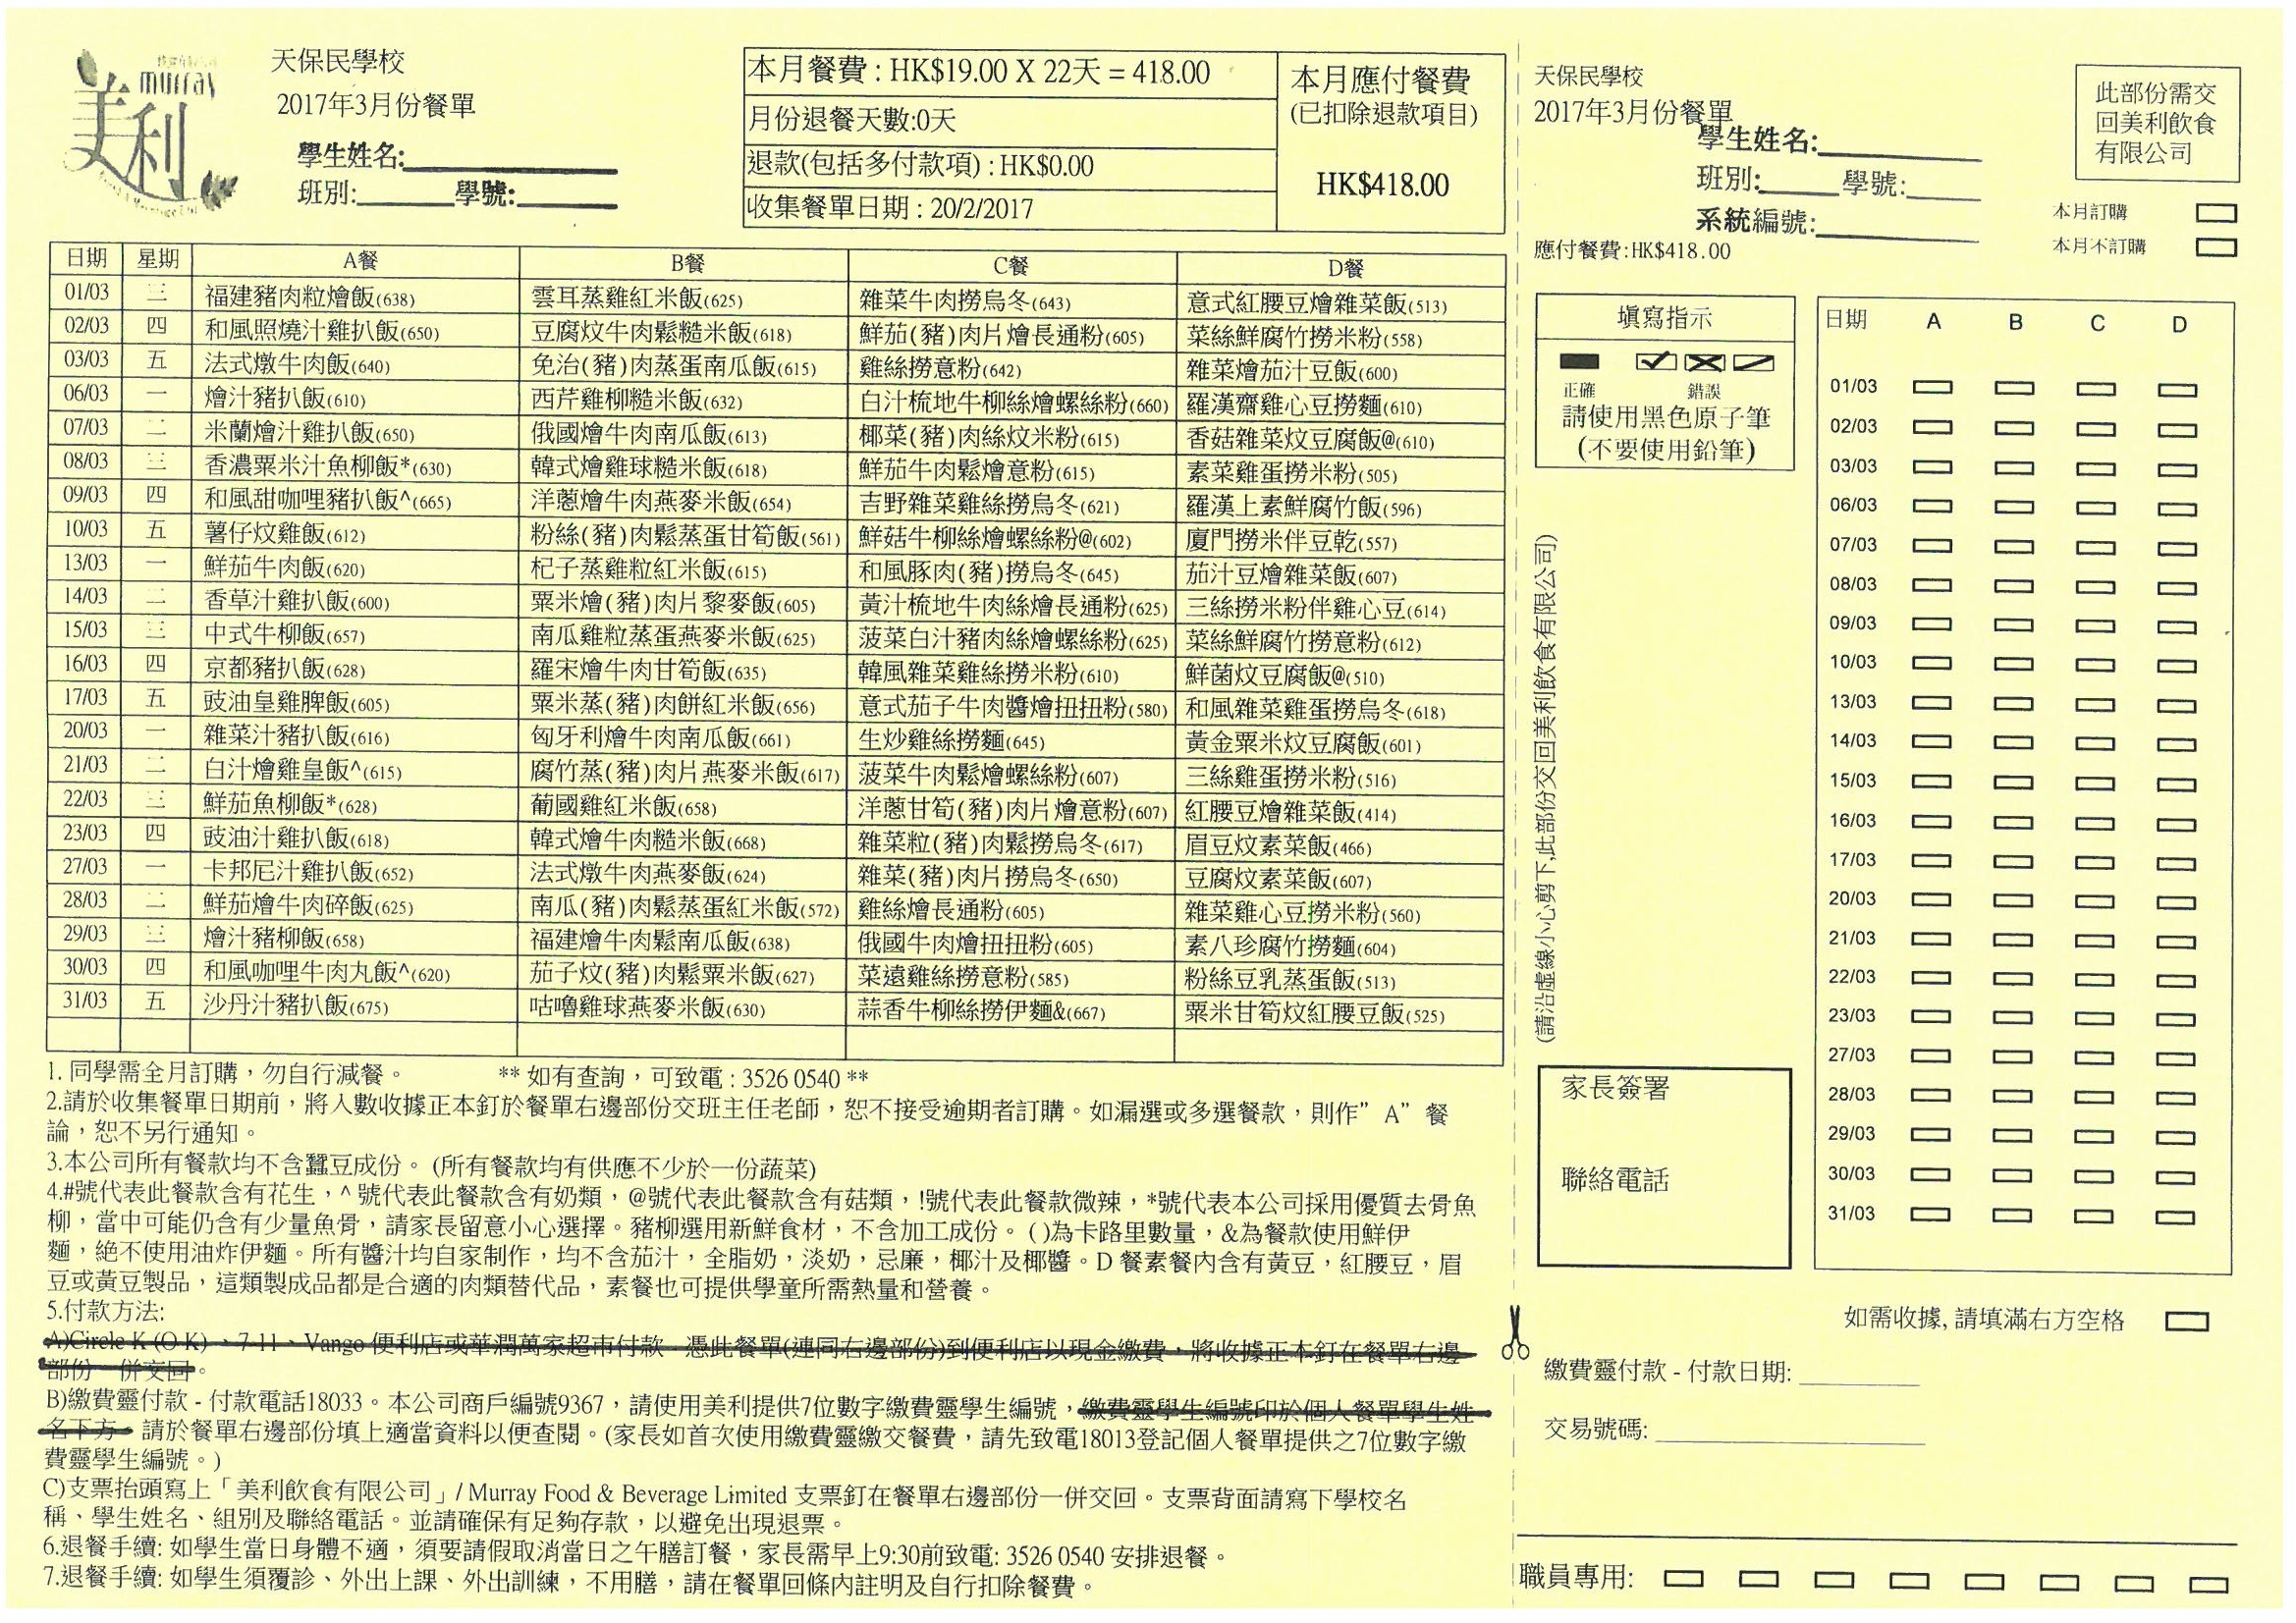 美利
murray
天保民學校
2017年3月份餐單
學生姓名:
班別: 學號:
本月餐費 : HK$19.00 X 22天 = 418.00
月份退餐天數:0天
退款(包括多付款項) : HK$0.00
收集餐單日期 : 20/2/2017
本月應付餐費
(已扣除退款項目)
HK$418.00
日期 星期 A餐 B餐 C餐 D餐
01/03 三 福建豬肉粒燴飯(638) 雲耳蒸雞紅米飯(625) 雜菜牛肉撈烏冬(643) 意式紅腰豆燴雜菜飯(513)
02/03 四 和風照燒汁雞扒飯(650) 豆腐炆牛肉鬆糙米飯(618) 鮮茄(豬)肉片燴長通粉(605) 菜絲鮮腐竹撈米粉(558)
03/03 五 法式燉牛肉飯(640) 免治(豬)肉蒸蛋南瓜飯(615) 雞絲撈意粉(642) 雜菜燴茄汁豆飯(600)
06/03 一 燴汁豬扒飯(610) 西芹雞柳糙米飯(632) 白汁梳地牛柳絲燴螺絲粉(660) 羅漢齋雞心豆撈麵(610)
07/03 二 米蘭燴汁雞扒飯(650) 俄國燴牛肉南瓜飯(613) 椰菜(豬)肉絲炆米粉(615) 香菇雜菜炆豆腐飯@(610)
08/03 三 香濃粟米汁魚柳飯*(630) 韓式燴雞球糙米飯(618) 鮮茄牛肉鬆燴意粉(615) 素菜雞蛋撈米粉(505)
09/03 四 和風甜咖哩豬扒飯^(665) 洋蔥燴牛肉燕麥米飯(654) 吉野雜菜雞絲撈烏冬(621) 羅漢上素鮮腐竹飯(596)
10/03 五 薯仔炆雞飯(612) 粉絲(豬)肉鬆蒸蛋甘筍飯(561) 鮮菇牛柳絲燴螺絲粉@(602) 廈門撈米伴豆乾(557)
13/03 一 鮮茄牛肉飯(620) 杞子蒸雞粒紅米飯(615) 和風豚肉(豬)撈烏冬(645) 茄汁豆燴雜菜飯(607)
14/03 二 香草汁雞扒飯(600) 粟米燴(豬)肉片黎麥飯(605) 黃汁梳地牛肉絲燴長通粉(625) 三絲撈米粉伴雞心豆(614)
15/03 三 中式牛柳飯(657) 南瓜雞粒蒸蛋燕麥米飯(625) 菠菜白汁豬肉絲燴螺絲粉(625) 菜絲鮮腐竹撈意粉(612)
16/03 四 京都豬扒飯(628) 羅宋燴牛肉甘筍飯(635) 韓風雜菜雞絲撈米粉(610) 鮮菌炆豆腐飯@(510)
17/03 五 豉油皇雞脾飯(605) 粟米蒸(豬)肉餅紅米飯(656) 意式茄子牛肉醬燴扭扭粉(580) 和風雜菜雞蛋撈烏冬(618)
20/03 一 雜菜汁豬扒飯(616) 匈牙利燴牛肉南瓜飯(661) 生炒雞絲撈麵(645) 黃金粟米炆豆腐飯(601)
21/03 二 白汁燴雞皇飯^(615) 腐竹蒸(豬)肉片燕麥米飯(617) 菠菜牛肉鬆燴螺絲粉(607) 三絲雞蛋撈米粉(516)
22/03 三 鮮茄魚柳飯*(628) 葡國雞紅米飯(658) 洋蔥甘筍(豬)肉片燴意粉(607) 紅腰豆燴雜菜飯(414)
23/03 四 豉油汁雞扒飯(618) 韓式燴牛肉糙米飯(668) 雜菜粒(豬)肉鬆撈烏冬(617) 眉豆炆素菜飯(466)
27/03 一 卡邦尼汁雞扒飯(652) 法式燉牛肉燕麥飯(624) 雜菜(豬)肉片撈烏冬(650) 豆腐炆素菜飯(607)
28/03 二 鮮茄燴牛肉碎飯(625) 南瓜(豬)肉鬆蒸蛋紅米飯(572) 雞絲燴長通粉(605) 雜菜雞心豆撈米粉(560)
29/03 三 燴汁豬柳飯(658) 福建燴牛肉鬆南瓜飯(638) 俄國牛肉燴扭扭粉(605) 素八珍腐竹撈麵(604)
30/03 四 和風咖哩牛肉丸飯^(620) 茄子炆(豬)肉鬆粟米飯(627) 菜遠雞絲撈意粉(585) 粉絲豆乳蒸蛋飯(513)
31/03 五 沙丹汁豬扒飯(675) 咕嚕雞球燕麥米飯(630) 蒜香牛柳絲撈伊麵&(667) 粟米甘筍炆紅腰豆飯(525)
1. 同學需全月訂購，勿自行減餐。 ** 如有查詢，可致電 : 3526 0540 **
2.請於收集餐單日期前，將入數收據正本釘於餐單右邊部份交班主任老師，恕不接受逾期者訂購。如漏選或多選餐款，則作” A” 餐
論，恕不另行通知。
3.本公司所有餐款均不含蠶豆成份。 (所有餐款均有供應不少於一份蔬菜)
4.#號代表此餐款含有花生，^ 號代表此餐款含有奶類，@號代表此餐款含有菇類，!號代表此餐款微辣，*號代表本公司採用優質去骨魚
柳，當中可能仍含有少量魚骨，請家長留意小心選擇。豬柳選用新鮮食材，不含加工成份。 ( )為卡路里數量，&為餐款使用鮮伊
麵，絕不使用油炸伊麵。所有醬汁均自家制作，均不含茄汁，全脂奶，淡奶，忌廉，椰汁及椰醬。D 餐素餐內含有黃豆，紅腰豆，眉
豆或黃豆製品，這類製成品都是合適的肉類替代品，素餐也可提供學童所需熱量和營養。
5.付款方法:
A)Circle K (O K) 、7-11、Vango 便利店或華潤萬家超市付款 - 憑此餐單(連同右邊部份)到便利店以現金繳費，將收據正本釘在餐單右邊
部份一併交回。
B)繳費靈付款 - 付款電話18033。本公司商戶編號9367，請使用美利提供7位數字繳費靈學生編號，繳費靈學生編號印於個人餐單學生姓
名下方。請於餐單右邊部份填上適當資料以便查閱。(家長如首次使用繳費靈繳交餐費，請先致電18013登記個人餐單提供之7位數字繳
費靈學生編號。)
C)支票抬頭寫上「美利飲食有限公司」/ Murray Food & Beverage Limited 支票釘在餐單右邊部份一併交回。支票背面請寫下學校名
稱、學生姓名、組別及聯絡電話。並請確保有足夠存款，以避免出現退票。
6.退餐手續: 如學生當日身體不適，須要請假取消當日之午膳訂餐，家長需早上9:30前致電: 3526 0540 安排退餐。
7.退餐手續: 如學生須覆診、外出上課、外出訓練，不用膳，請在餐單回條內註明及自行扣除餐費。
(請沿虛線小心剪下,此部份交回美利飲食有限公司)
天保民學校
2017年3月份餐單
學生姓名:
班別: 學號:
系統編號:
應付餐費:HK$418.00
此部份需交
回美利飲食
有限公司
本月訂購
本月不訂購
填寫指示
正確 錯誤
請使用黑色原子筆
(不要使用鉛筆)
日期 A B C D
01/03
02/03
03/03
06/03
07/03
08/03
09/03
10/03
13/03
14/03
15/03
16/03
17/03
20/03
21/03
22/03
23/03
27/03
28/03
29/03
30/03
31/03
家長簽署
聯絡電話
如需收據, 請填滿右方空格
繳費靈付款 - 付款日期:
交易號碼:
職員專用: